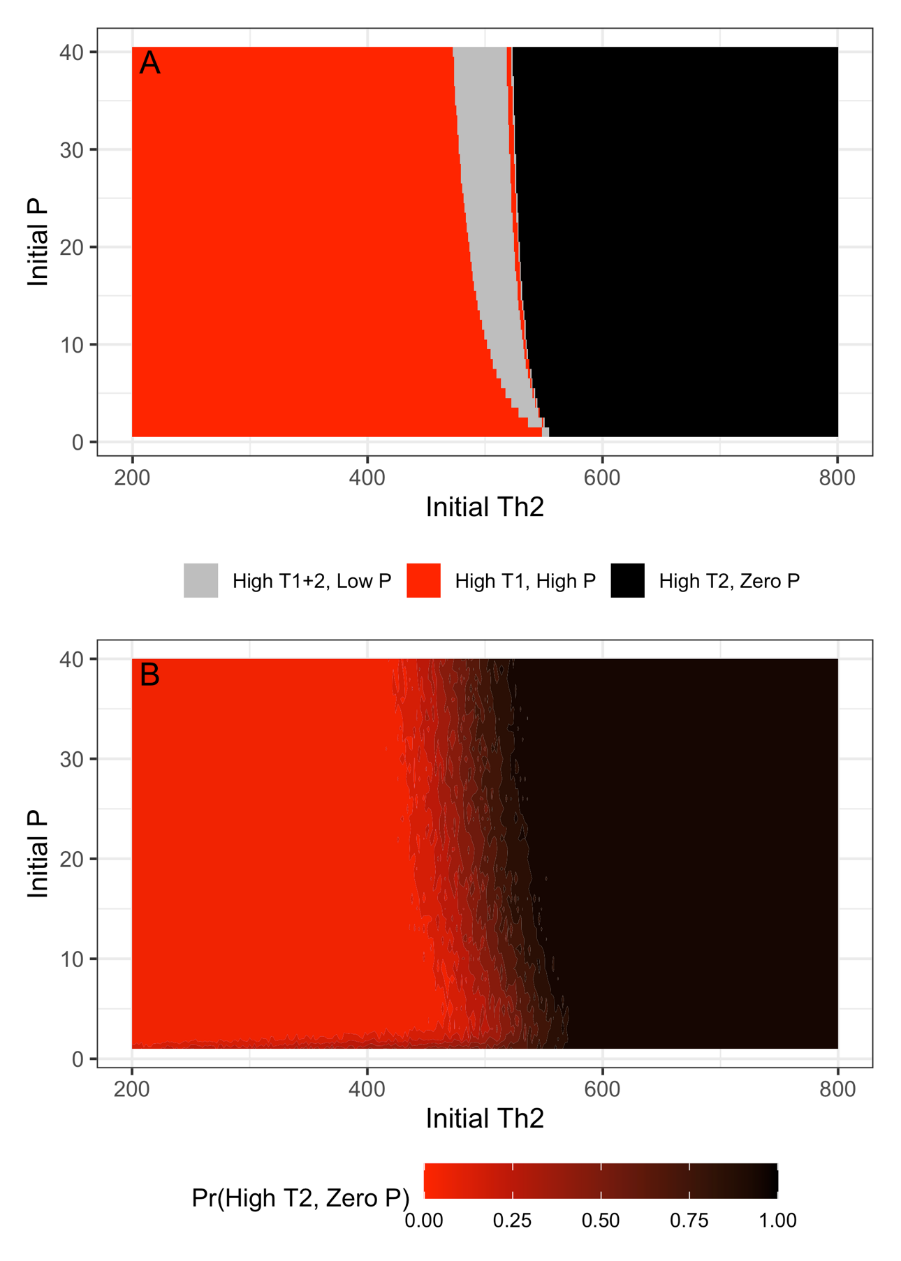 A
40
30
20
10
0
Initial P
200 400 600 800
Initial Th2
High T1+2, Low P High T1, High P High T2, Zero P
B
40
30
20
10
0
Initial P
200 400 600 800
Initial Th2
Pr(High T2, Zero P)
0.00 0.25 0.50 0.75 1.00